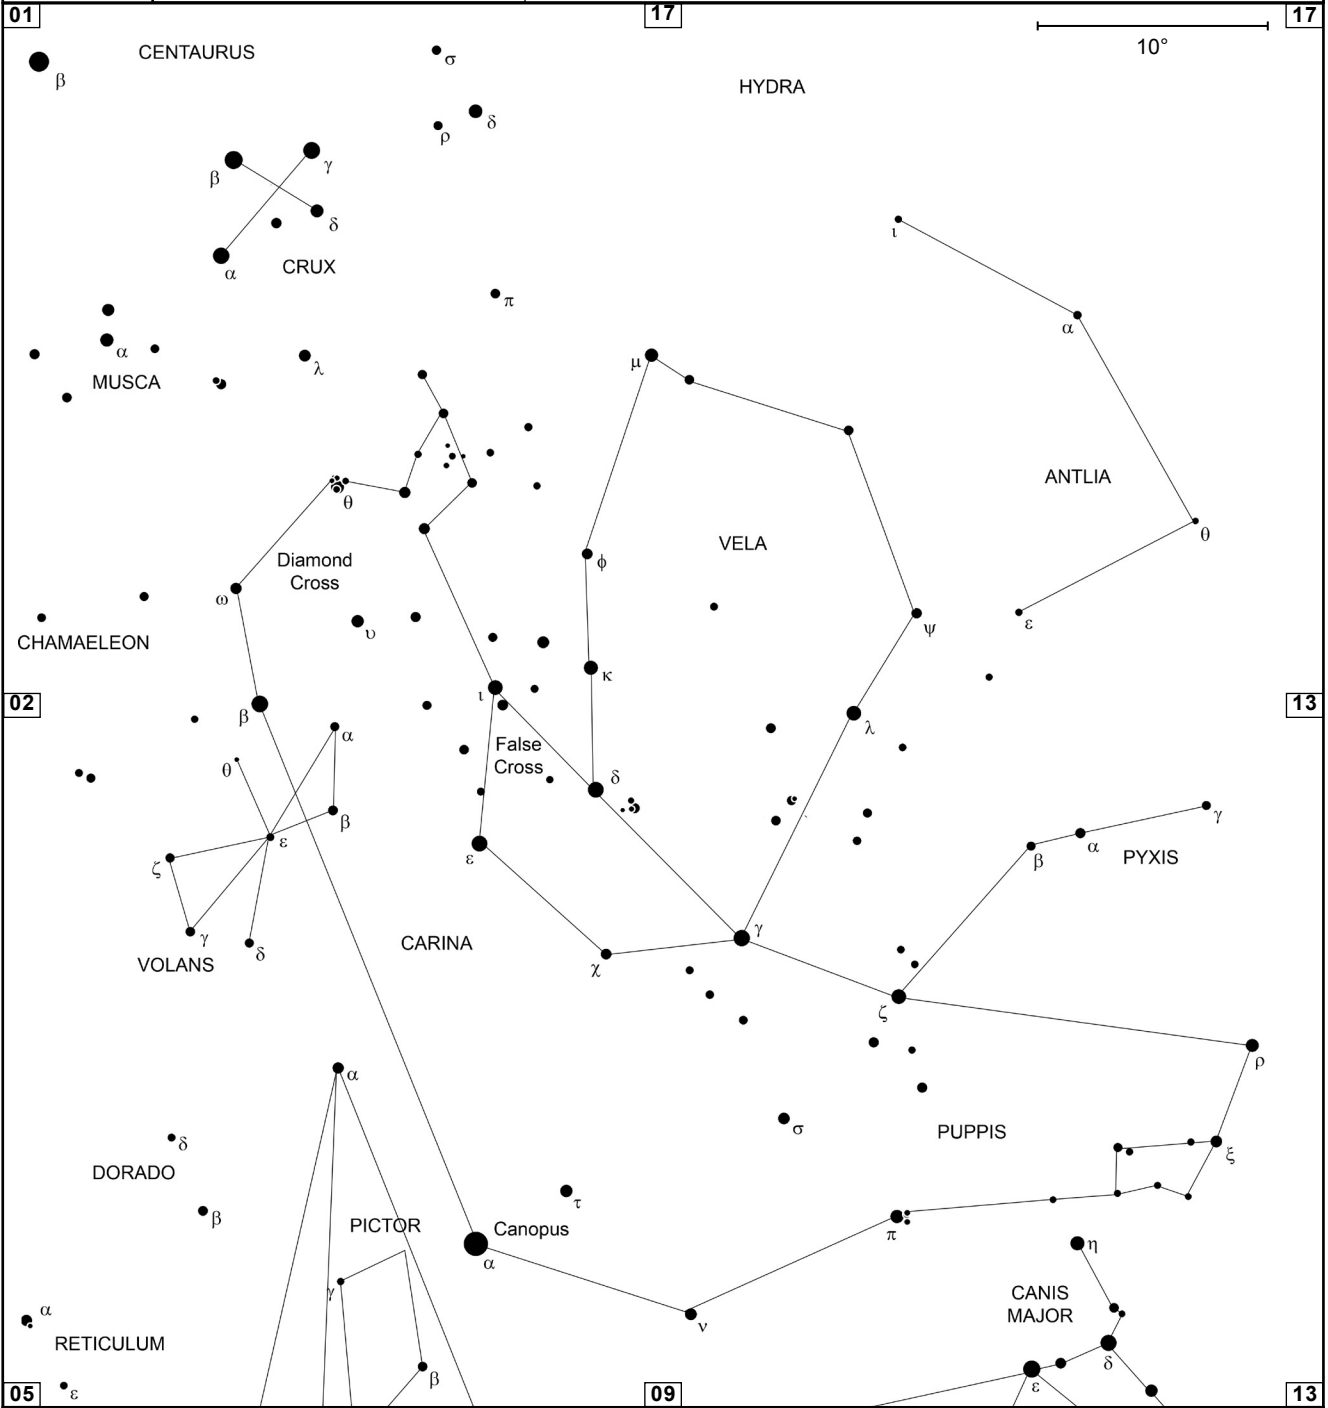 01
17
17
10°
CENTAURUS
β
σ
HYDRA
ρ
δ
β
γ
δ
α
CRUX
ι
π
α
α
MUSCA
λ
μ
ANTLIA
θ
θ
VELA
φ
Diamond
Cross
ω
υ
ε
ψ
CHAMAELEON
κ
ι
02
13
β
λ
α
False
Cross
θ
δ
β
ε
ζ
ε
γ
β
α
PYXIS
γ
δ
VOLANS
CARINA
χ
γ
ζ
α
ρ
δ
DORADO
σ
PUPPIS
ξ
β
τ
PICTOR
Canopus
α
π
η
γ
CANIS
MAJOR
α
RETICULUM
ν
δ
β
ε
ε
05
09
13